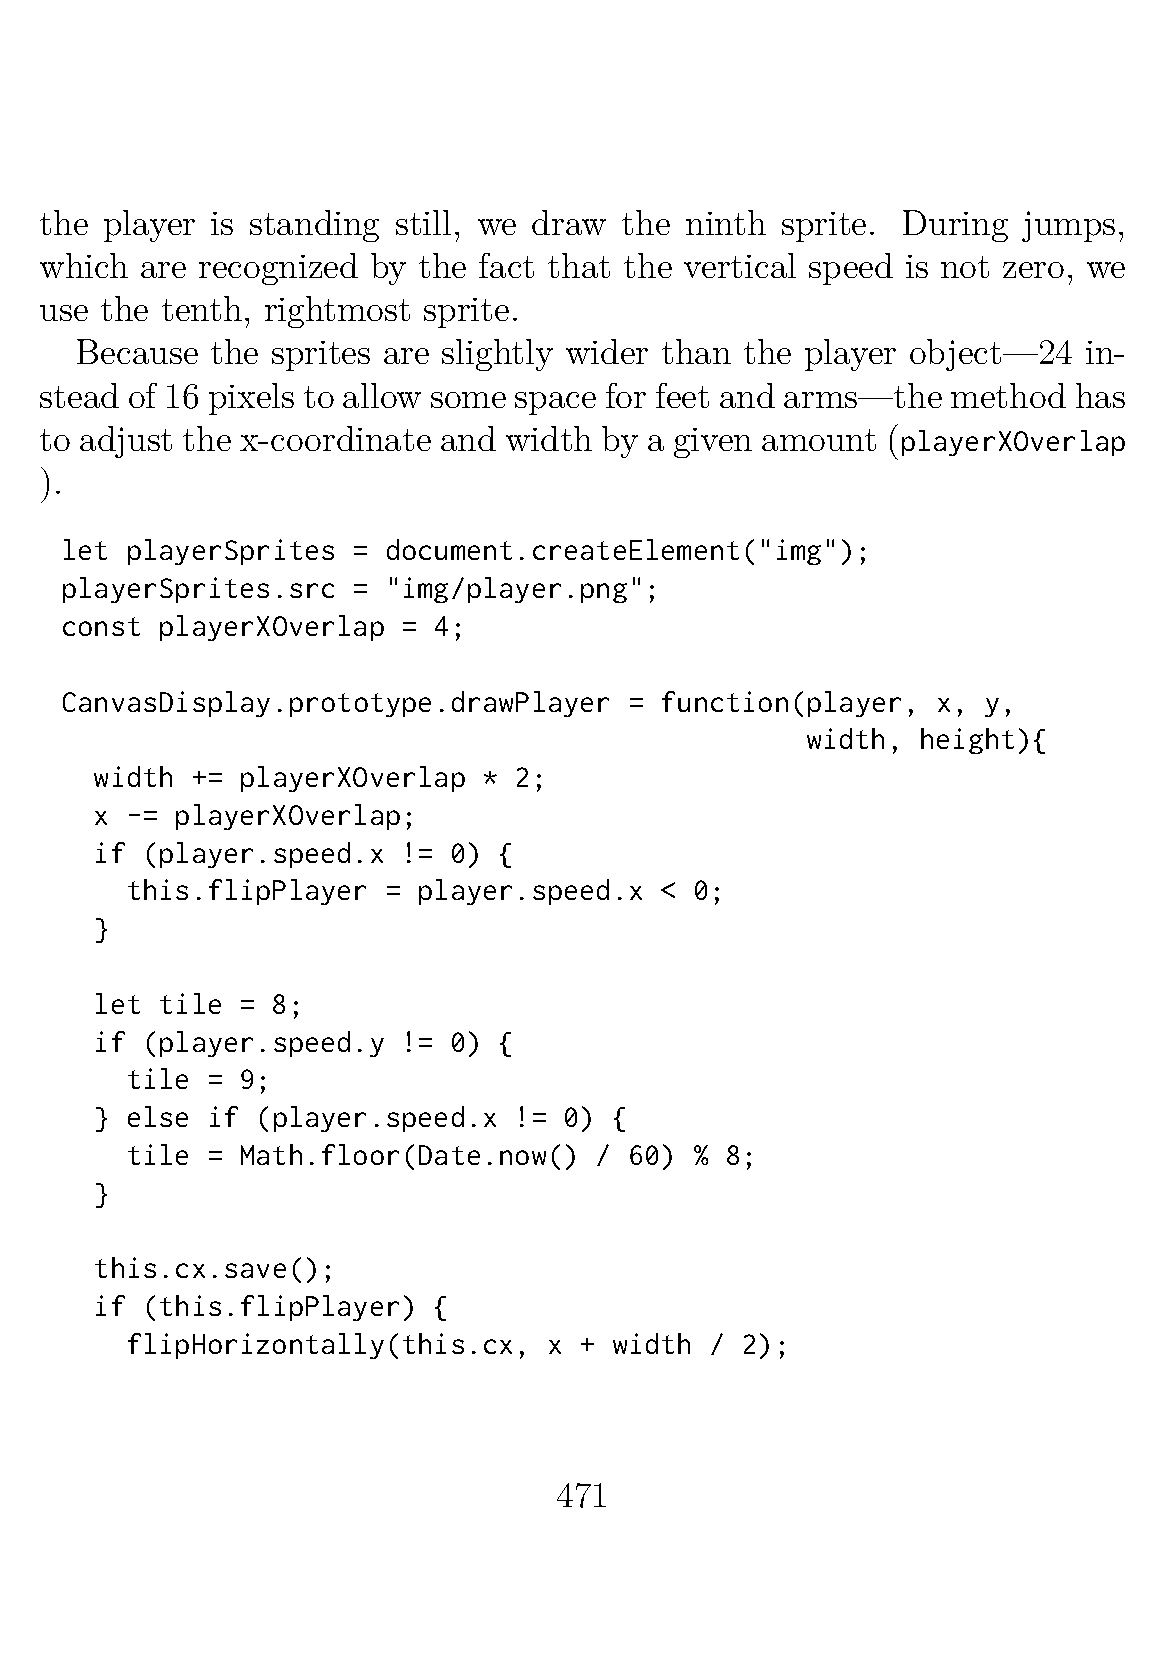 the player is standing still, we draw the ninth sprite. During jumps,
which are recognized by the fact that the vertical speed is not zero, we
use the tenth, rightmost sprite.
Because the sprites are slightly wider than the player object—24 in-
stead of 16 pixels to allow some space for feet and arms—the method has
to adjust the x-coordinate and width by a given amount (playerXOverlap
).
let playerSprites = document.createElement("img");
playerSprites.src = "img/player.png";
const playerXOverlap = 4;

CanvasDisplay.prototype.drawPlayer = function(player, x, y,
                                              width, height){
  width += playerXOverlap * 2;
  x -= playerXOverlap;
  if (player.speed.x != 0) {
    this.flipPlayer = player.speed.x < 0;
  }

  let tile = 8;
  if (player.speed.y != 0) {
    tile = 9;
  } else if (player.speed.x != 0) {
    tile = Math.floor(Date.now() / 60) % 8;
  }

  this.cx.save();
  if (this.flipPlayer) {
    flipHorizontally(this.cx, x + width / 2);
471